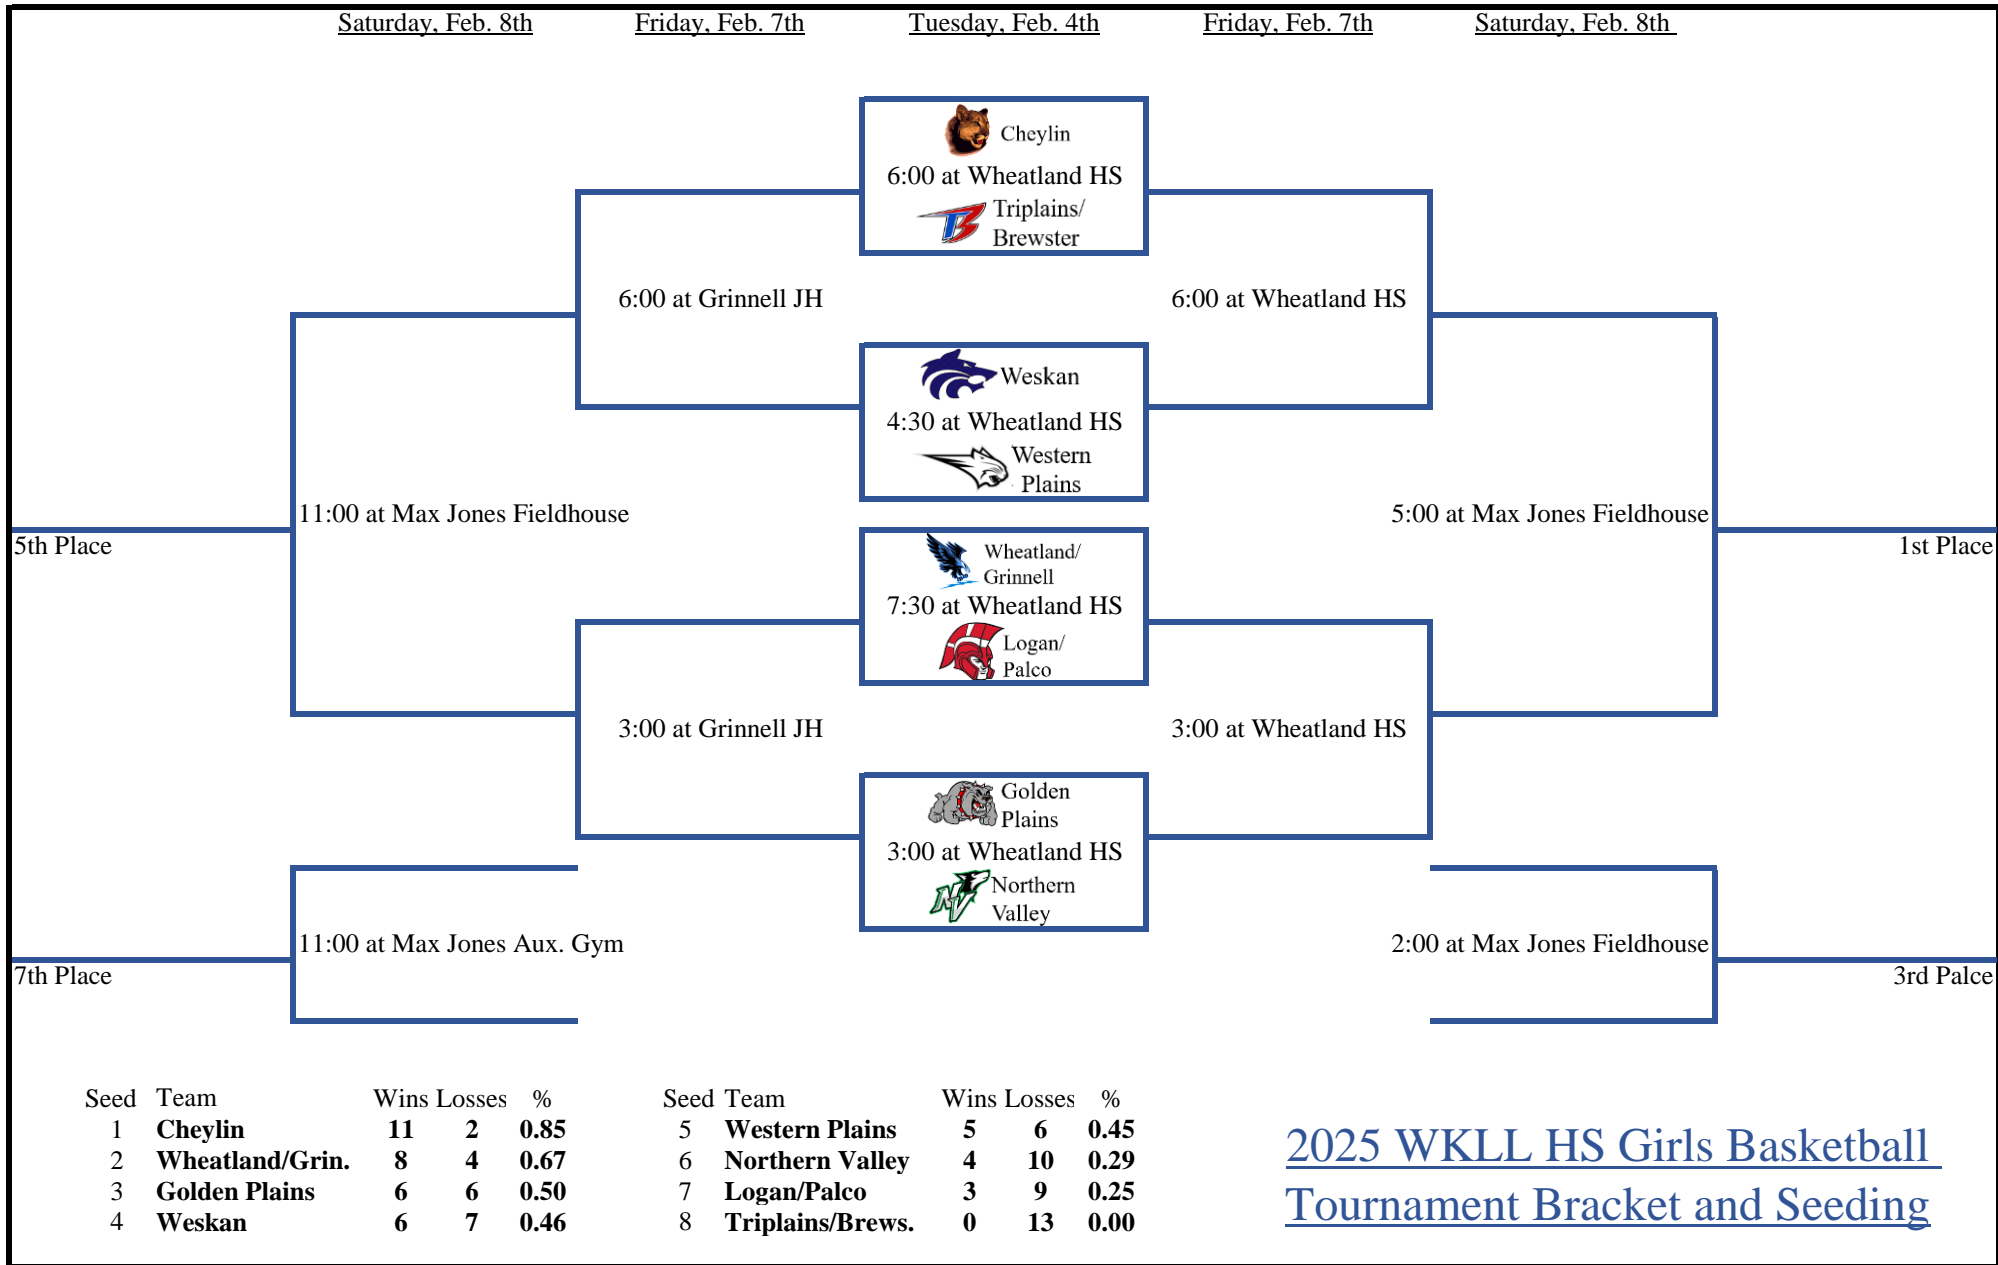 Saturday, Feb. 8th Friday, Feb. 7th Tuesday, Feb. 4th Friday, Feb. 7th Saturday, Feb. 8th
Cheylin
6:00 at Wheatland HS
TB
Triplains/
Brewster
6:00 at Grinnell JH 6:00 at Wheatland HS
Weskan
4:30 at Wheatland HS
Western
Plains
11:00 at Max Jones Fieldhouse 5:00 at Max Jones Fieldhouse
5th Place 1st Place
Wheatland/
Grinnell
7:30 at Wheatland HS
Logan/
Palco
3:00 at Grinnell JH 3:00 at Wheatland HS
Golden
Plains
3:00 at Wheatland HS
NV
Northern
Valley
11:00 at Max Jones Aux. Gym 2:00 at Max Jones Fieldhouse
7th Place 3rd Palce
Seed Team Wins Losses % Seed Team Wins Losses %
1 Cheylin 11 2 0.85 5 Western Plains 5 6 0.45
2 Wheatland/Grin. 8 4 0.67 6 Northern Valley 4 10 0.29
3 Golden Plains 6 6 0.50 7 Logan/Palco 3 9 0.25
4 Weskan 6 7 0.46 8 Triplains/Brews. 0 13 0.00
2025 WKLL HS Girls Basketball
Tournament Bracket and Seeding